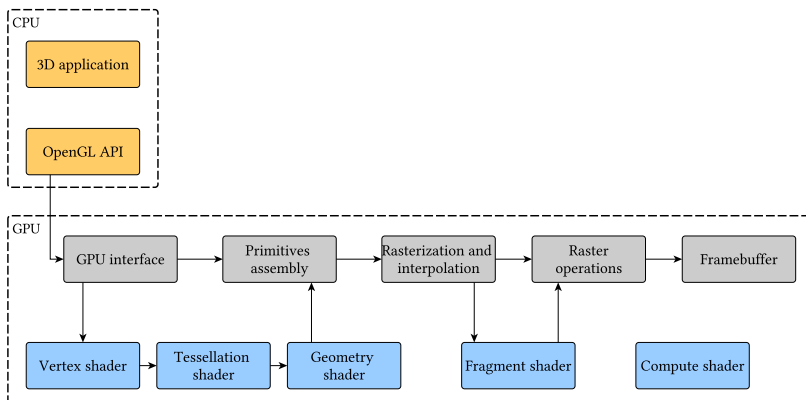 CPU
3D application
OpenGL API
GPU
GPU interface
Primitives
assembly
Rasterization and
interpolation
Raster
operations
Framebuffer
Vertex shader
Tessellation
shader
Geometry
shader
Fragment shader
Compute shader